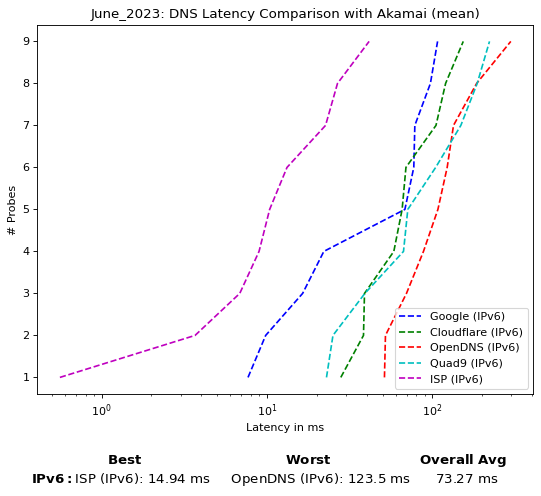 June_2023: DNS Latency Comparison with Akamai (mean)
9
8
7
6
5
4
3
2
1
# Probes
Google (IPv6)
Cloudflare (IPv6)
OpenDNS (IPv6)
Quad9 (IPv6)
ISP (IPv6)
10⁰ 10¹ 10²
Latency in ms
Best Worst Overall Avg
IPv6: ISP (IPv6): 14.94 ms OpenDNS (IPv6): 123.5 ms 73.27 ms